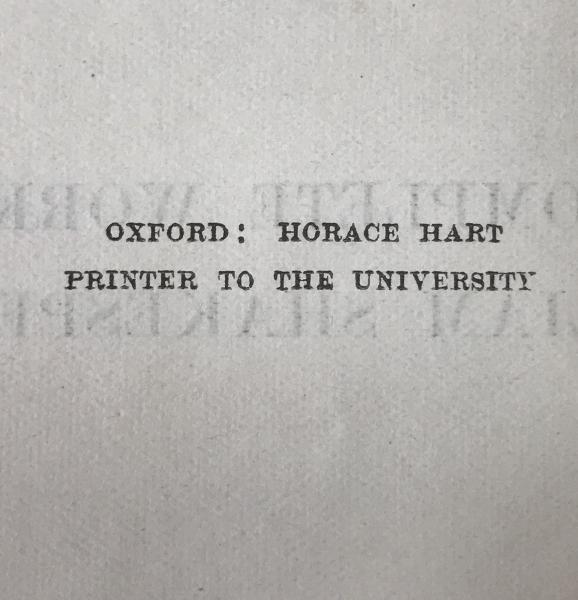 OXFORD: HORACE HART
PRINTER TO THE UNIVERSITY